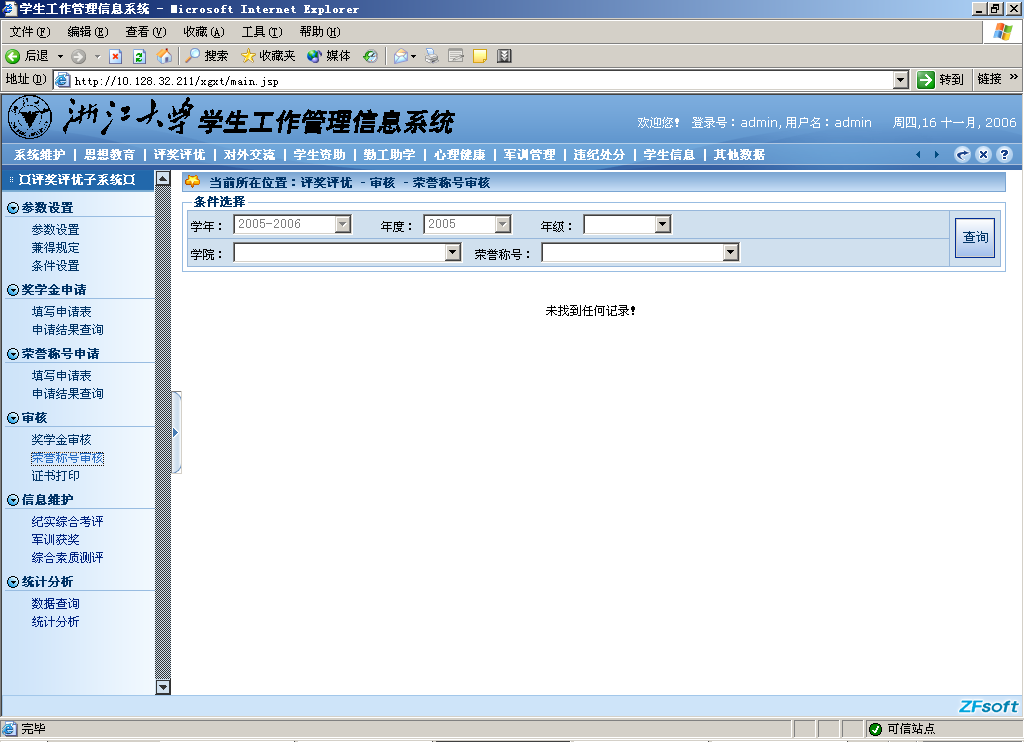 学生工作管理信息系统 - Microsoft Internet Explorer
文件(F) 编辑(E) 查看(V) 收藏(A) 工具(T) 帮助(H)
后退 搜索 收藏夹 媒体
地址(D) http://10.128.32.211/xgxt/main.jsp 转到 链接 »
浙江大学 学生工作管理信息系统 欢迎您! 登录号：admin, 用户名：admin 周四,16 十一月, 2006
系统维护 | 思想教育 | 评奖评优 | 对外交流 | 学生资助 | 勤工助学 | 心理健康 | 军训管理 | 违纪处分 | 学生信息 | 其他数据
¤评奖评优子系统¤
当前所在位置：评奖评优 - 审核 - 荣誉称号审核
参数设置
参数设置
兼得规定
条件设置
奖学金申请
填写申请表
申请结果查询
荣誉称号申请
填写申请表
申请结果查询
审核
奖学金审核
荣誉称号审核
证书打印
信息维护
纪实综合考评
军训获奖
综合素质测评
统计分析
数据查询
统计分析
条件选择
学年： 2005-2006 年度： 2005 年级：
学院： 荣誉称号：
查询
未找到任何记录!
ZFsoft
完毕 可信站点